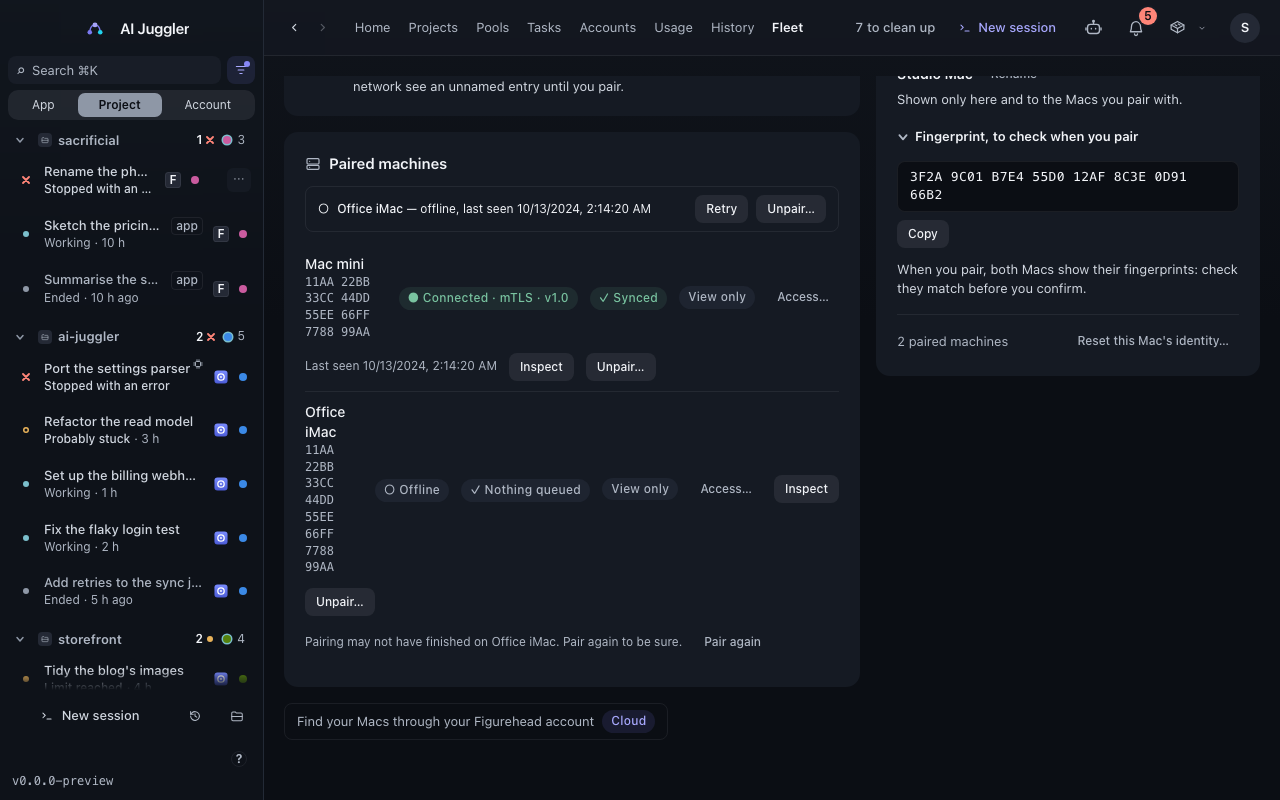 AI Juggler
Search ⌘K
App Project Account
sacrificial 1 3
Rename the ph... F
Stopped with an ...
Sketch the pricin... app F
Working · 10 h
Summarise the s... app F
Ended · 10 h ago
ai-juggler 2 5
Port the settings parser
Stopped with an error
Refactor the read model
Probably stuck · 3 h
Set up the billing webh...
Working · 1 h
Fix the flaky login test
Working · 2 h
Add retries to the sync j...
Ended · 5 h ago
storefront 2 4
Tidy the blog's images
Limit reached · 4 h
New session
?
v0.0.0-preview
Home Projects Pools Tasks Accounts Usage History Fleet 7 to clean up New session 5 S
network see an unnamed entry until you pair.
Paired machines
Office iMac — offline, last seen 10/13/2024, 2:14:20 AM Retry Unpair...
Mac mini
11AA 22BB
33CC 44DD
55EE 66FF
7788 99AA
Connected · mTLS · v1.0 ✓ Synced View only Access...
Last seen 10/13/2024, 2:14:20 AM Inspect Unpair...
Office
iMac
11AA
22BB
33CC
44DD
55EE
66FF
7788
99AA
Offline ✓ Nothing queued View only Access... Inspect
Unpair...
Pairing may not have finished on Office iMac. Pair again to be sure. Pair again
Find your Macs through your Figurehead account Cloud
Studio Mac Rename
Shown only here and to the Macs you pair with.
Fingerprint, to check when you pair
3F2A 9C01 B7E4 55D0 12AF 8C3E 0D91
66B2
Copy
When you pair, both Macs show their fingerprints: check
they match before you confirm.
2 paired machines Reset this Mac's identity...